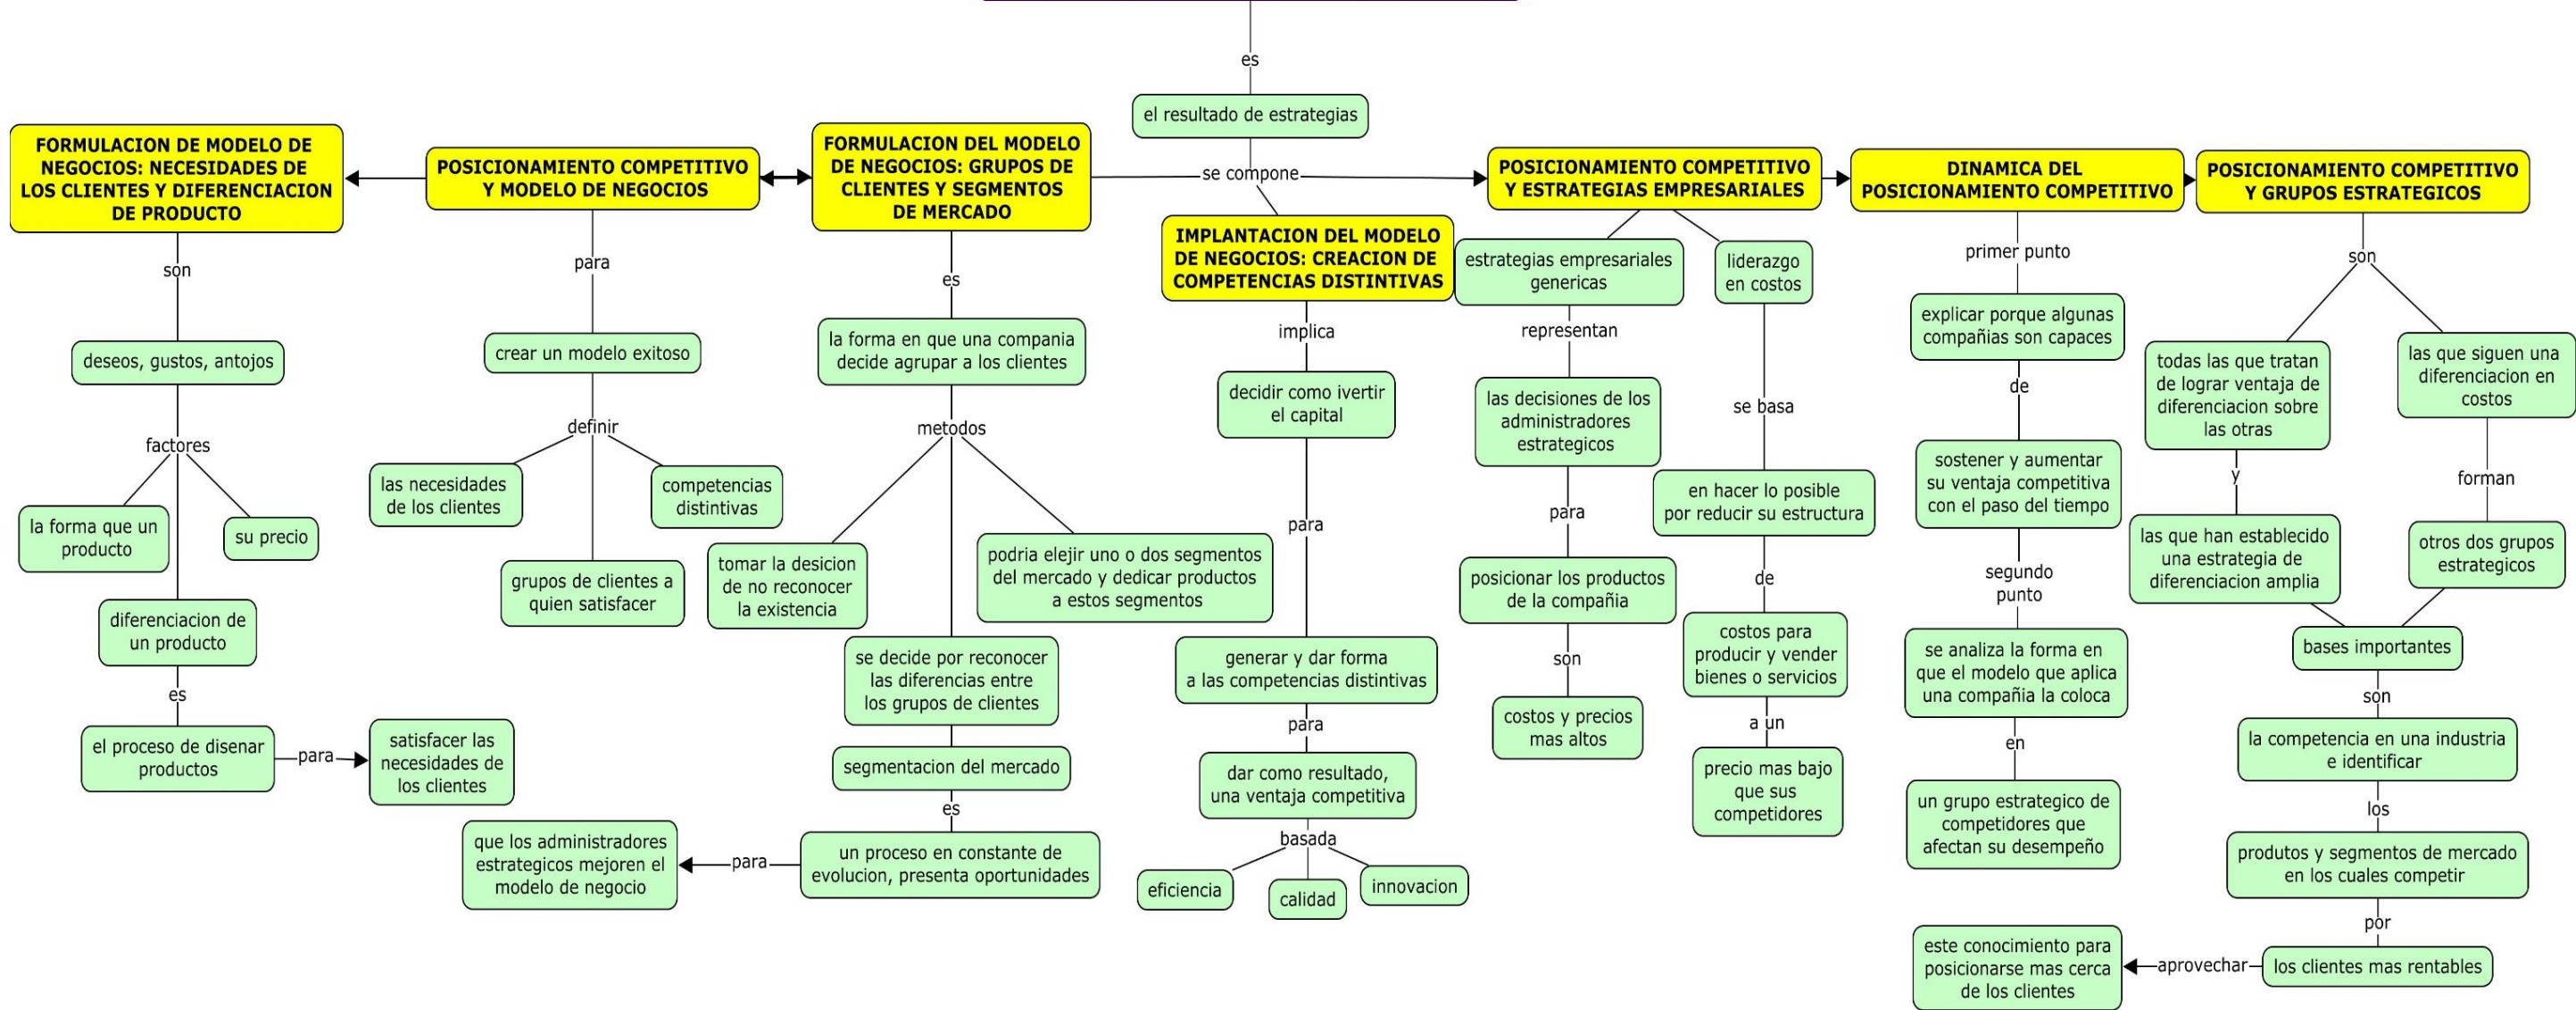 es
el resultado de estrategias
se compone
FORMULACION DE MODELO DE
NEGOCIOS: NECESIDADES DE
LOS CLIENTES Y DIFERENCIACION
DE PRODUCTO
son
deseos, gustos, antojos
factores
la forma que un
producto
su precio
diferenciacion de
un producto
es
el proceso de disenar
productos
para
satisfacer las
necesidades de
los clientes
POSICIONAMIENTO COMPETITIVO
Y MODELO DE NEGOCIOS
para
crear un modelo exitoso
definir
las necesidades
de los clientes
competencias
distintivas
grupos de clientes a
quien satisfacer
FORMULACION DEL MODELO
DE NEGOCIOS: GRUPOS DE
CLIENTES Y SEGMENTOS
DE MERCADO
es
la forma en que una compania
decide agrupar a los clientes
metodos
tomar la desicion
de no reconocer
la existencia
podria elejir uno o dos segmentos
del mercado y dedicar productos
a estos segmentos
se decide por reconocer
las diferencias entre
los grupos de clientes
segmentacion del mercado
es
un proceso en constante de
evolucion, presenta oportunidades
para
que los administradores
estrategicos mejoren el
modelo de negocio
IMPLANTACION DEL MODELO
DE NEGOCIOS: CREACION DE
COMPETENCIAS DISTINTIVAS
implica
decidir como ivertir
el capital
para
generar y dar forma
a las competencias distintivas
para
dar como resultado,
una ventaja competitiva
basada
eficiencia
calidad
innovacion
POSICIONAMIENTO COMPETITIVO
Y ESTRATEGIAS EMPRESARIALES
estrategias empresariales
genericas
representan
las decisiones de los
administradores
estrategicos
para
posicionar los productos
de la compañia
son
costos y precios
mas altos
liderazgo
en costos
se basa
en hacer lo posible
por reducir su estructura
de
costos para
producir y vender
bienes o servicios
a un
precio mas bajo
que sus
competidores
DINAMICA DEL
POSICIONAMIENTO COMPETITIVO
primer punto
explicar porque algunas
compañias son capaces
de
sostener y aumentar
su ventaja competitiva
con el paso del tiempo
segundo
punto
se analiza la forma en
que el modelo que aplica
una compañia la coloca
en
un grupo estrategico de
competidores que
afectan su desempeño
POSICIONAMIENTO COMPETITIVO
Y GRUPOS ESTRATEGICOS
son
todas las que tratan
de lograr ventaja de
diferenciacion sobre
las otras
y
las que han establecido
una estrategia de
diferenciacion amplia
las que siguen una
diferenciacion en
costos
forman
otros dos grupos
estrategicos
bases importantes
son
la competencia en una industria
e identificar
los
produtos y segmentos de mercado
en los cuales competir
por
los clientes mas rentables
aprovechar
este conocimiento para
posicionarse mas cerca
de los clientes